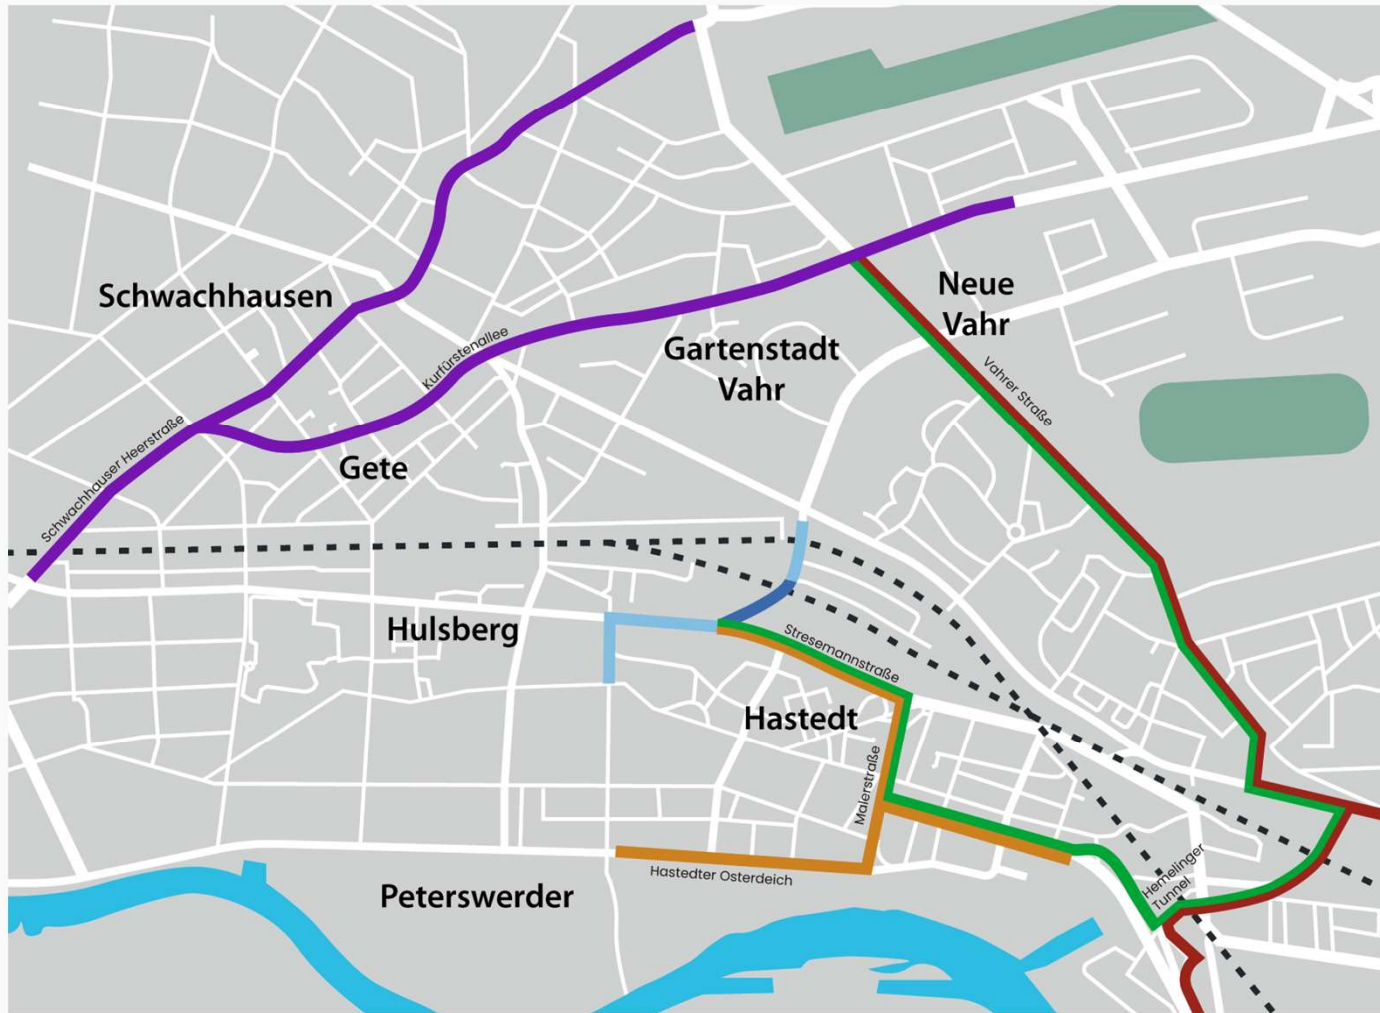 Schwachhausen
Neue
Vahr
Kurfürstenallee
Gartenstadt
Vahr
Vahrer Straße
Schwachhauser Heerstraße
Gete
Hulsberg
Stresemannstraße
Hastedt
Malerstraße
Hastedter Osterdeich
Hemelinger
Tunnel
Peterswerder